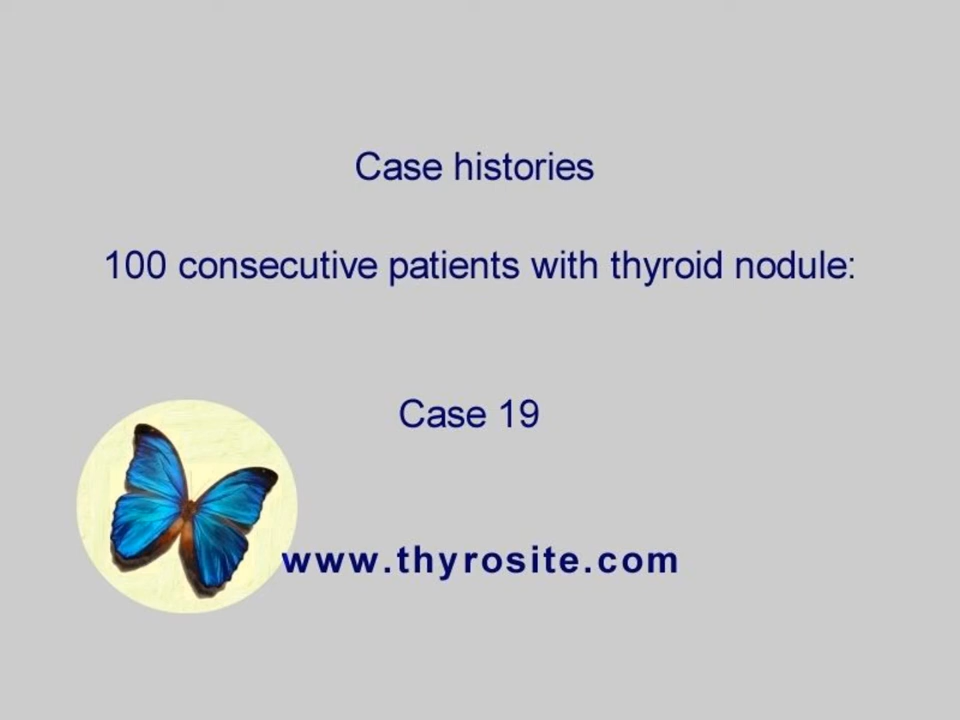 Case histories
100 consecutive patients with thyroid nodule:
Case 19
www.thyrosite.com